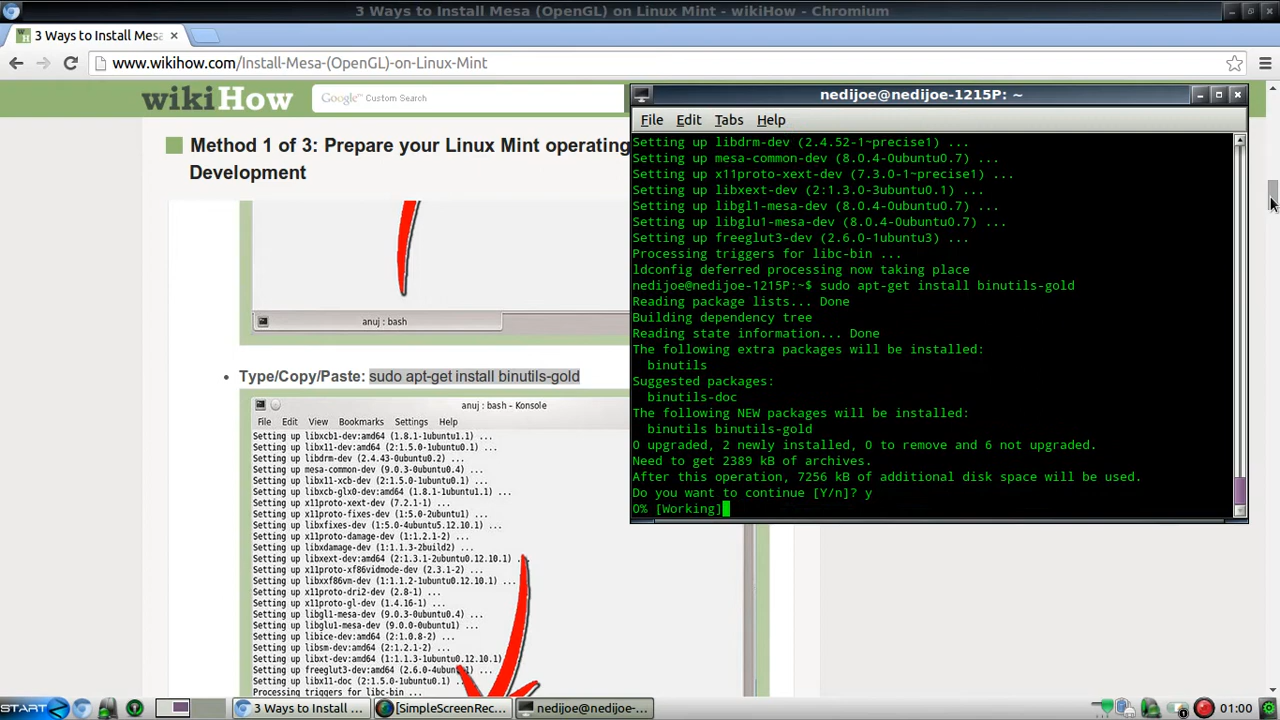 3 Ways to Install Mesa (OpenGL) on Linux Mint - wikiHow - Chromium
3 Ways to Install Mesa
www.wikihow.com/Install-Mesa-(OpenGL)-on-Linux-Mint
wikiHow
Google™ Custom Search
Method 1 of 3: Prepare your Linux Mint operating
Development
anuj : bash
Type/Copy/Paste: sudo apt-get install binutils-gold
anuj : bash - Konsole
File Edit View Bookmarks Settings Help
Setting up libxcb1-dev:amd64 (1.8.1-1ubuntu1.1) ...
Setting up libx11-dev:amd64 (2:1.5.0-1ubuntu0.1) ...
Setting up libdrm-dev (2.4.43-0ubuntu0.2) ...
Setting up mesa-common-dev (9.0.3-0ubuntu0.4) ...
Setting up libx11-xcb-dev (2:1.5.0-1ubuntu0.1) ...
Setting up libxcb-glx0-dev:amd64 (1.8.1-1ubuntu1.1) ...
Setting up x11proto-xext-dev (7.2.1-1) ...
Setting up x11proto-fixes-dev (1:5.0-2ubuntu1) ...
Setting up libxfixes-dev (1:5.0-4ubuntu5.12.10.1) ...
Setting up x11proto-damage-dev (1:1.2.1-2) ...
Setting up libxdamage-dev (1:1.1.3-2build2) ...
Setting up libxext-dev:amd64 (2:1.3.1-2ubuntu0.12.10.1)
Setting up x11proto-xf86vidmode-dev (2.3.1-2) ...
Setting up libxxf86vm-dev (1:1.1.2-1ubuntu0.12.10.1) ...
Setting up x11proto-dri2-dev (2.8-1) ...
Setting up x11proto-gl-dev (1.4.16-1) ...
Setting up libgl1-mesa-dev (9.0.3-0ubuntu0.4) ...
Setting up libglu1-mesa-dev (9.0.0-0ubuntu1) ...
Setting up libice-dev:amd64 (2:1.0.8-2) ...
Setting up libsm-dev:amd64 (2:1.2.1-2) ...
Setting up libxt-dev:amd64 (1:1.1.3-1ubuntu0.12.10.1)
Setting up freeglut3-dev:amd64 (2.6.0-4ubuntu1) ...
Setting up libx11-doc (2:1.5.0-1ubuntu0.1) ...
Processing triggers for libc-bin ...
nedijoe@nedijoe-1215P: ~
File Edit Tabs Help
Setting up libdrm-dev (2.4.52-1~precise1) ...
Setting up mesa-common-dev (8.0.4-0ubuntu0.7) ...
Setting up x11proto-xext-dev (7.3.0-1~precise1) ...
Setting up libxext-dev (2:1.3.0-3ubuntu0.1) ...
Setting up libgl1-mesa-dev (8.0.4-0ubuntu0.7) ...
Setting up libglu1-mesa-dev (8.0.4-0ubuntu0.7) ...
Setting up freeglut3-dev (2.6.0-1ubuntu3) ...
Processing triggers for libc-bin ...
ldconfig deferred processing now taking place
nedijoe@nedijoe-1215P:~$ sudo apt-get install binutils-gold
Reading package lists... Done
Building dependency tree
Reading state information... Done
The following extra packages will be installed:
binutils
Suggested packages:
binutils-doc
The following NEW packages will be installed:
binutils binutils-gold
0 upgraded, 2 newly installed, 0 to remove and 6 not upgraded.
Need to get 2389 kB of archives.
After this operation, 7256 kB of additional disk space will be used.
Do you want to continue [Y/n]? y
0% [Working]
START 3 Ways to Install ... [SimpleScreenRec... nedijoe@nedijoe-... 01:00